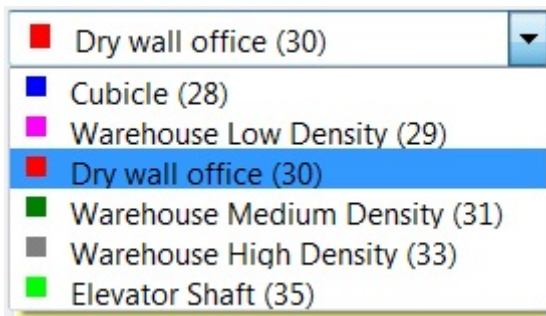 Dry wall office (30)
Cubicle (28)
Warehouse Low Density (29)
Dry wall office (30)
Warehouse Medium Density (31)
Warehouse High Density (33)
Elevator Shaft (35)